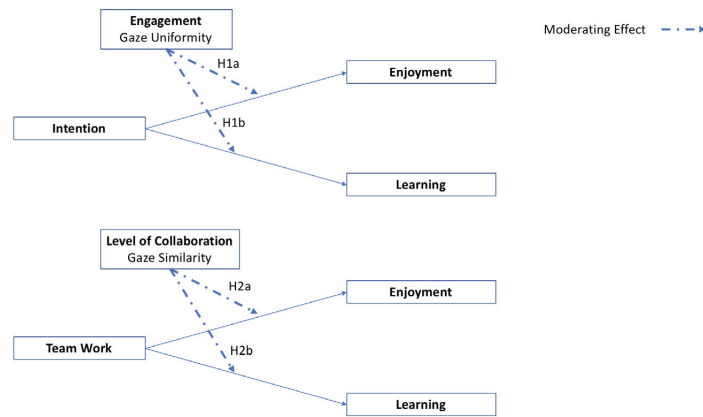 Engagement
Gaze Uniformity
Moderating Effect
H1a
Enjoyment
H1b
Intention
Learning
Level of Collaboration
Gaze Similarity
H2a
Enjoyment
H2b
Team Work
Learning